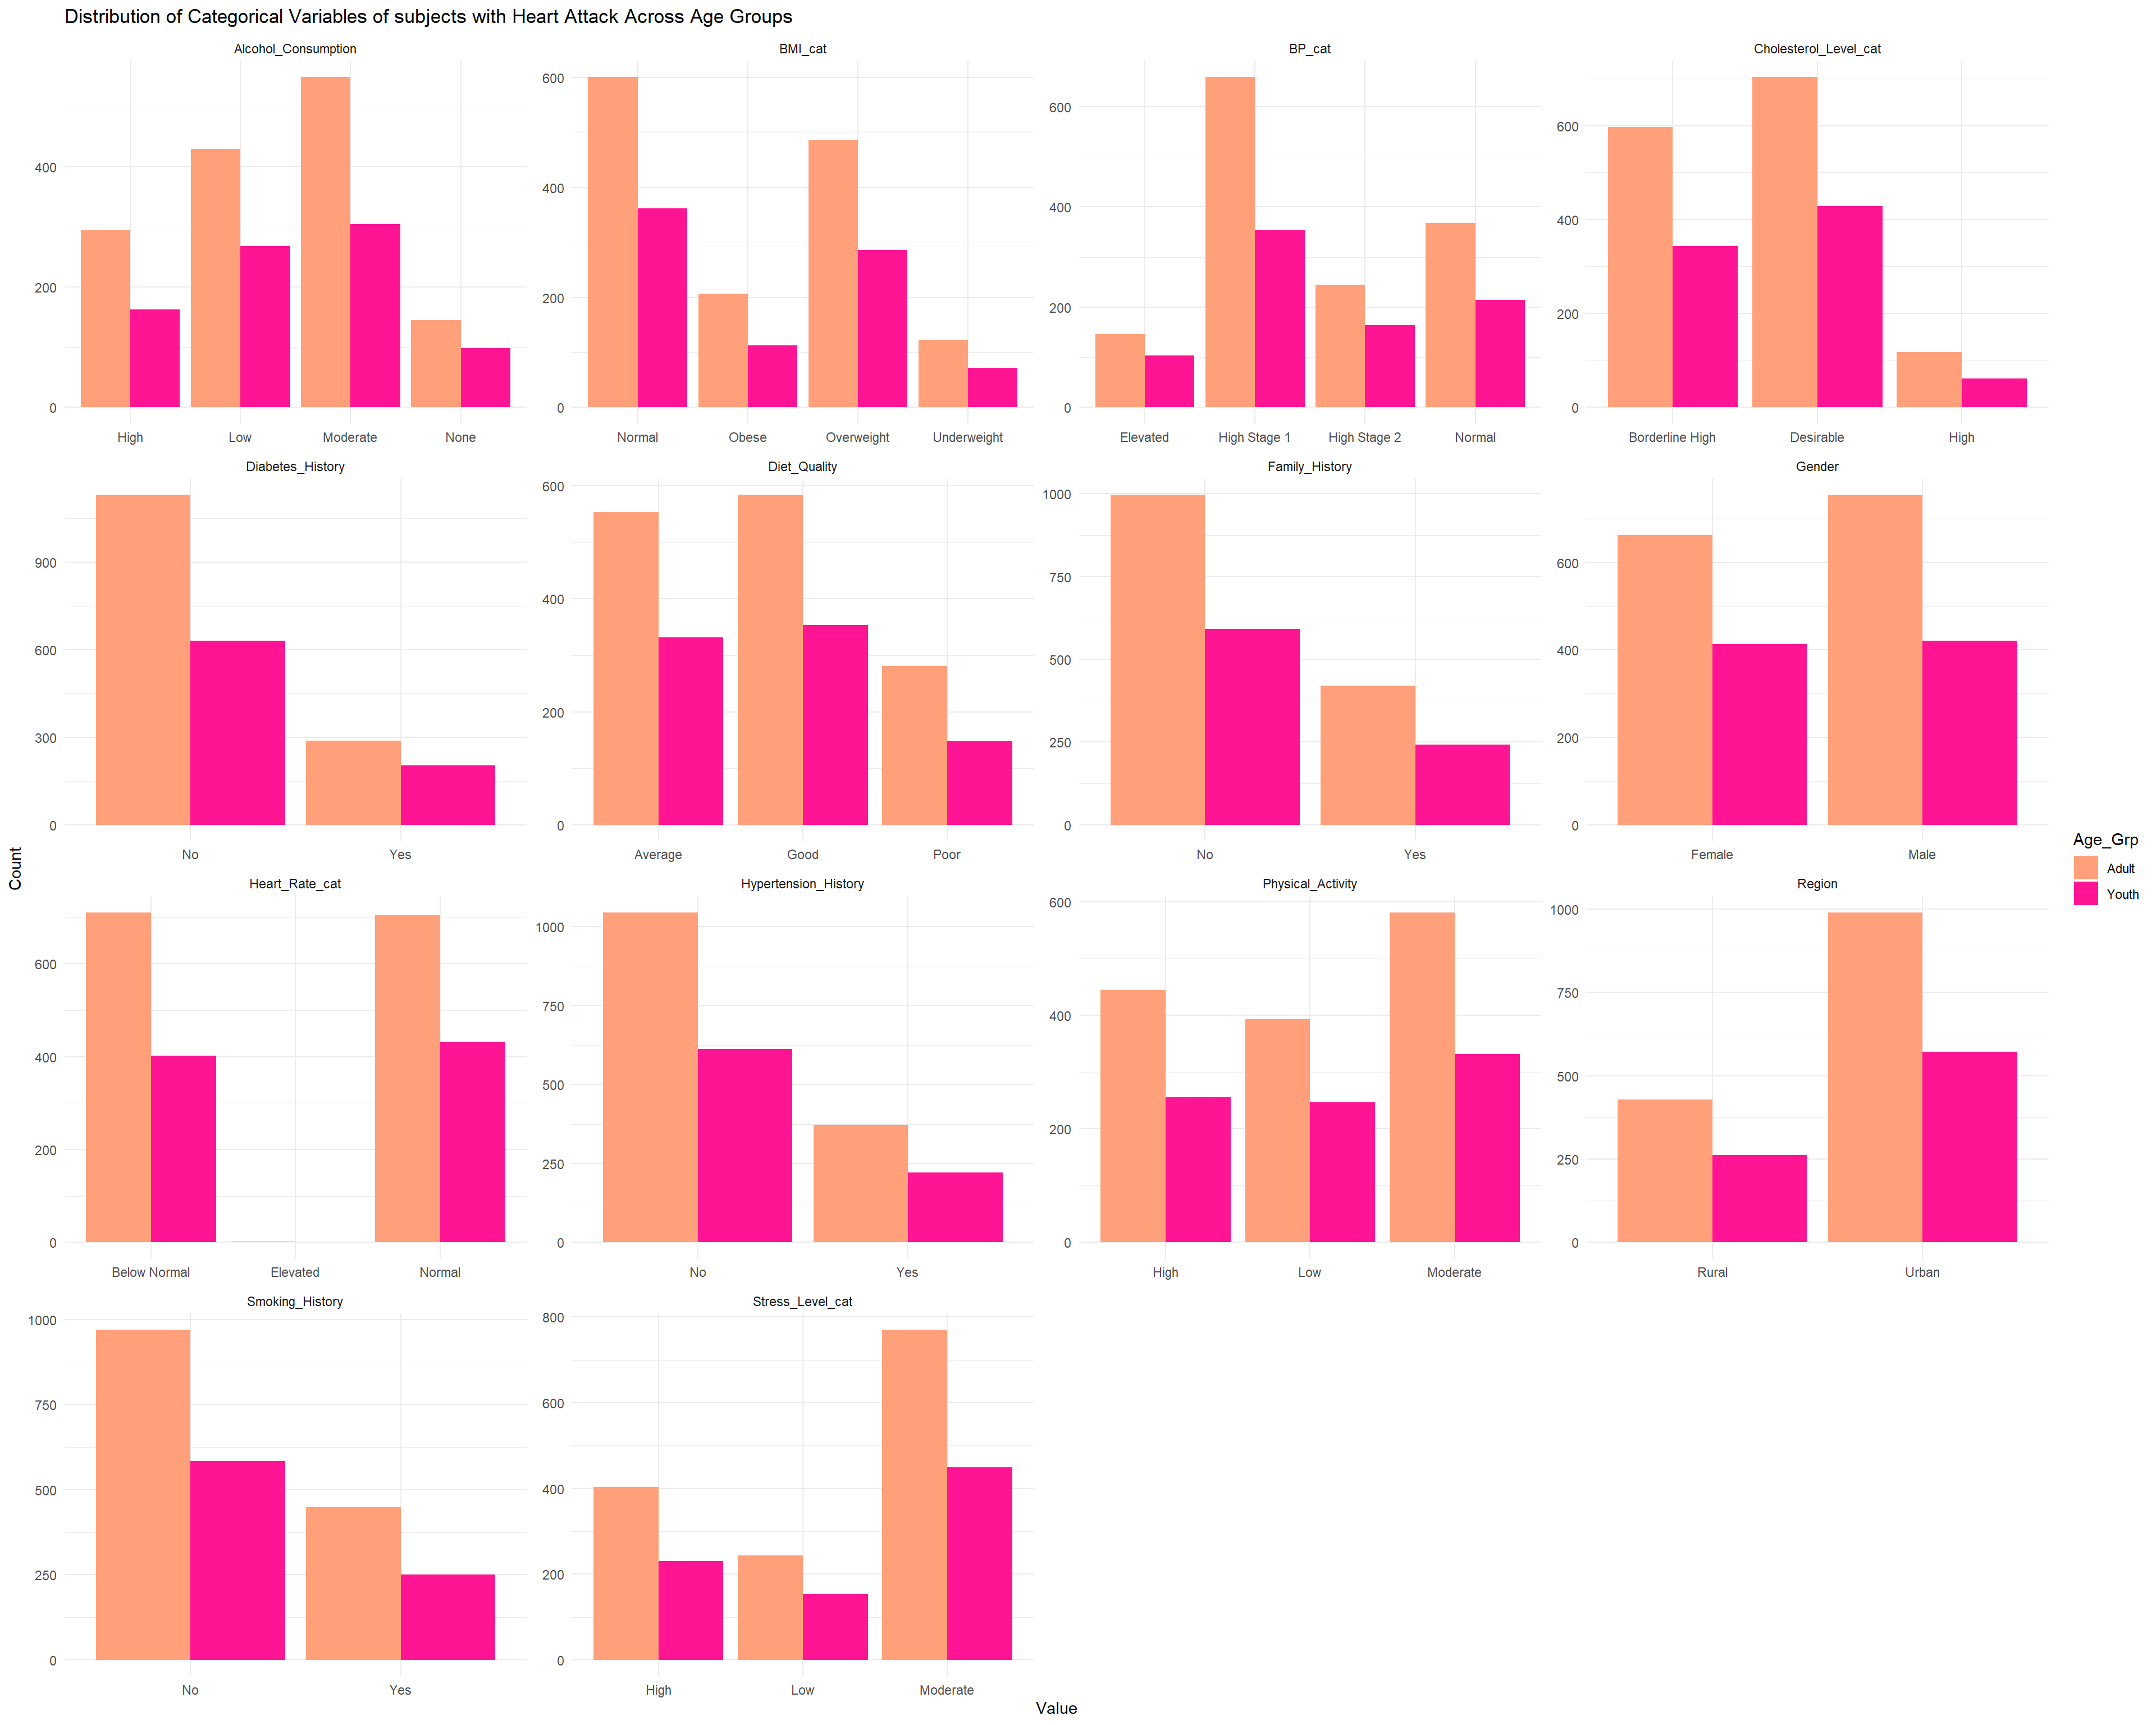 Distribution of Categorical Variables of subjects with Heart Attack Across Age Groups
Alcohol_Consumption
400
200
0
High Low Moderate None
BMI_cat
600
400
200
0
Normal Obese Overweight Underweight
BP_cat
600
400
200
0
Elevated High Stage 1 High Stage 2 Normal
Cholesterol_Level_cat
600
400
200
0
Borderline High Desirable High
Diabetes_History
900
600
300
0
No Yes
Diet_Quality
600
400
200
0
Average Good Poor
Family_History
1000
750
500
250
0
No Yes
Gender
600
400
200
0
Female Male
Heart_Rate_cat
600
400
200
0
Below Normal Elevated Normal
Hypertension_History
1000
750
500
250
0
No Yes
Physical_Activity
600
400
200
0
High Low Moderate
Region
1000
750
500
250
0
Rural Urban
Smoking_History
1000
750
500
250
0
No Yes
Stress_Level_cat
800
600
400
200
0
High Low Moderate
Count
Value
Age_Grp
Adult
Youth